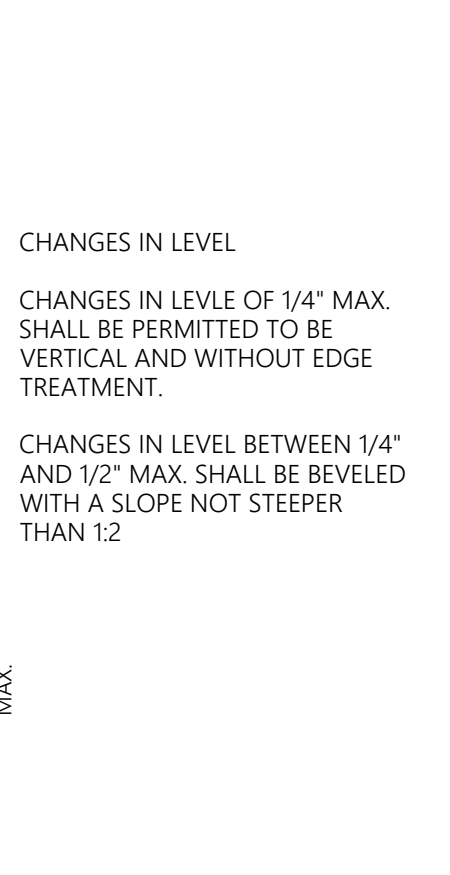 CHANGES IN LEVEL
CHANGES IN LEVLE OF 1/4" MAX.
SHALL BE PERMITTED TO BE
VERTICAL AND WITHOUT EDGE
TREATMENT.
CHANGES IN LEVEL BETWEEN 1/4"
AND 1/2" MAX. SHALL BE BEVELED
WITH A SLOPE NOT STEEPER
THAN 1:2
MAX.